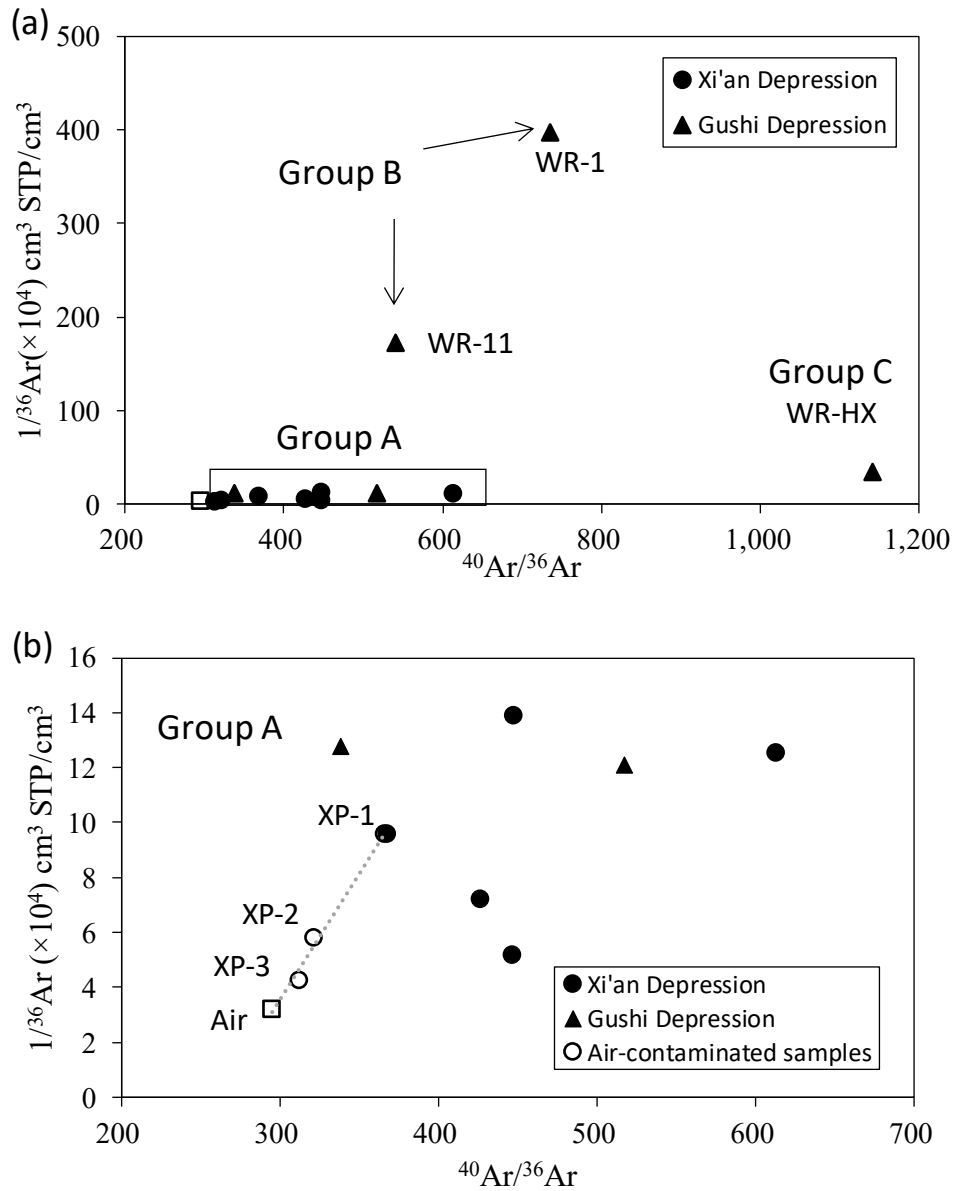 (a)
500
400
300
200
100
0
1/³⁶Ar(×10⁴) cm³ STP/cm³
Xi'an Depression
Gushi Depression
WR-1
Group B
WR-11
Group C
WR-HX
Group A
200
400
600
800
1,000
1,200
⁴⁰Ar/³⁶Ar
(b)
16
14
12
10
8
6
4
2
0
1/³⁶Ar (×10⁴) cm³ STP/cm³
Group A
XP-1
XP-2
XP-3
Air
Xi'an Depression
Gushi Depression
Air-contaminated samples
200
300
400
500
600
700
⁴⁰Ar/³⁶Ar